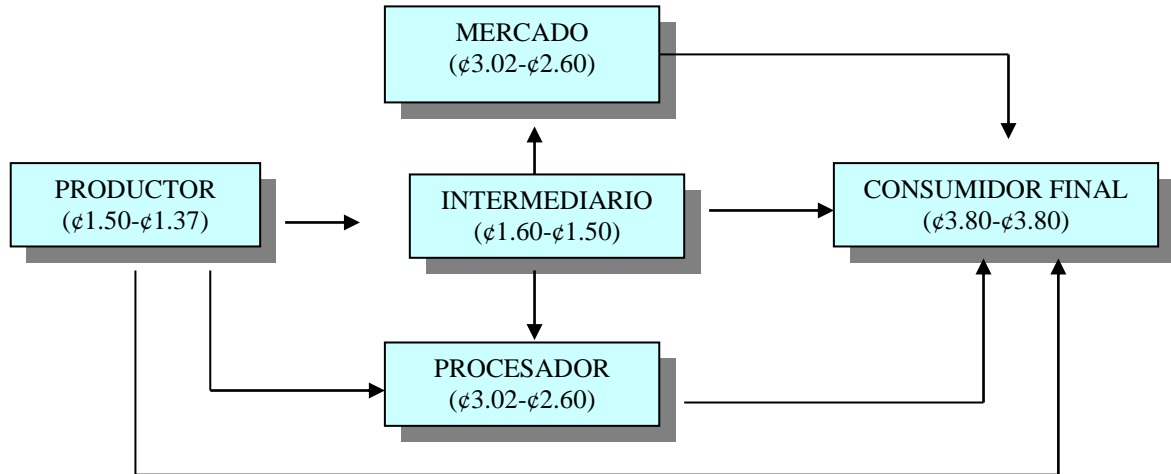 MERCADO
(¢3.02-¢2.60)
PRODUCTOR
(¢1.50-¢1.37)
INTERMEDIARIO
(¢1.60-¢1.50)
CONSUMIDOR FINAL
(¢3.80-¢3.80)
PROCESADOR
(¢3.02-¢2.60)